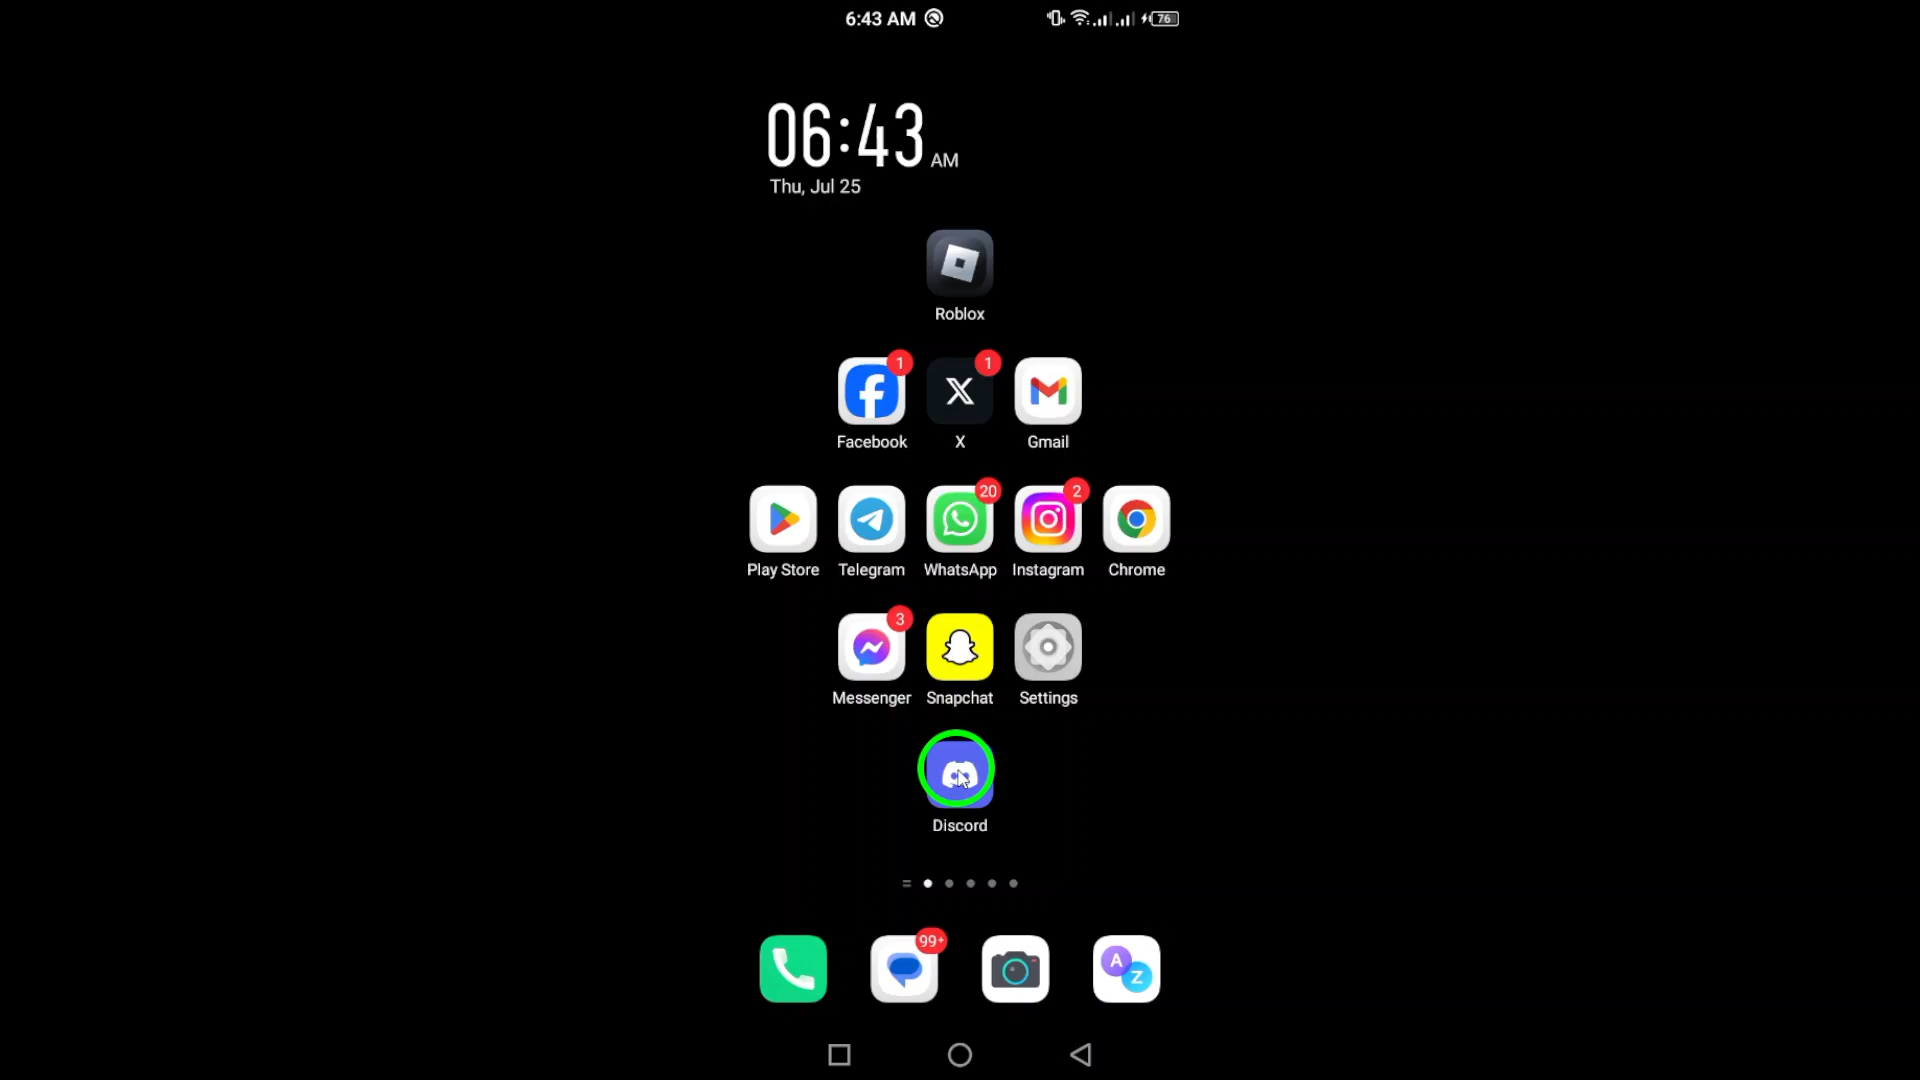 6:43 AM
76
06:43 AM
Thu, Jul 25
Roblox
1
1
Facebook
X
Gmail
20
2
Play Store
Telegram
WhatsApp
Instagram
Chrome
3
Messenger
Snapchat
Settings
Discord
99+
A
Z